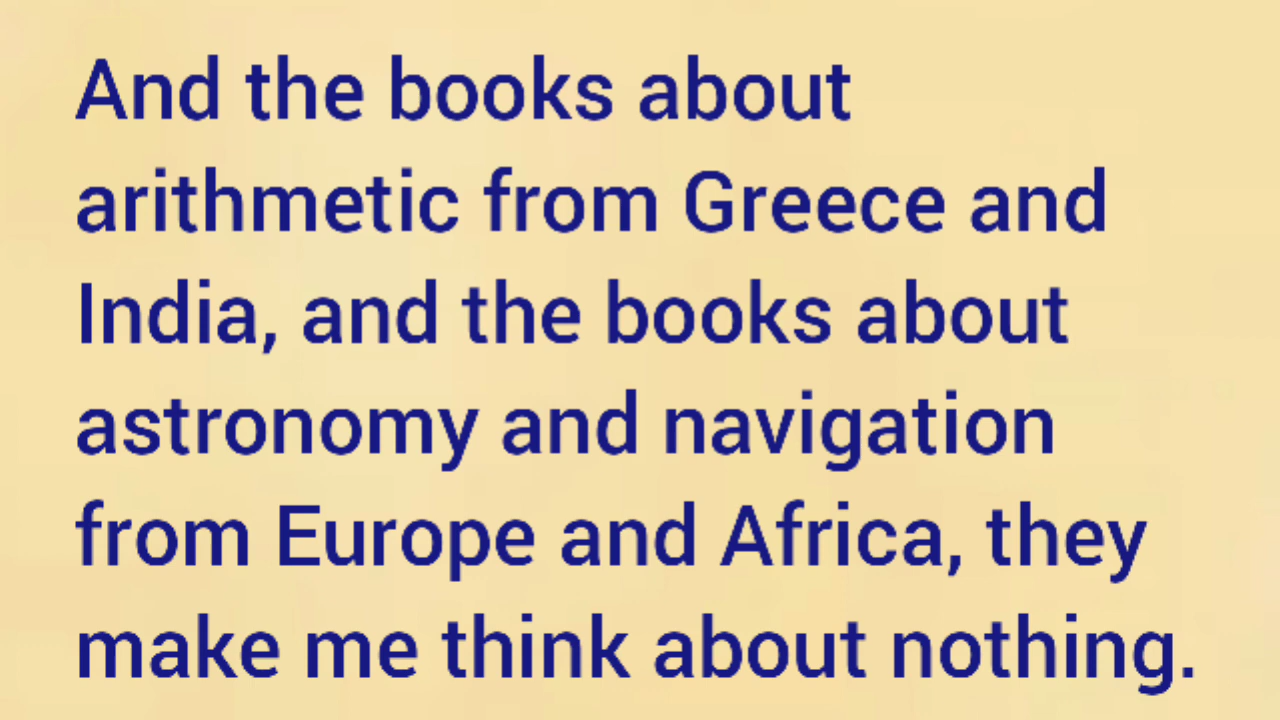 And the books about
arithmetic from Greece and
India, and the books about
astronomy and navigation
from Europe and Africa, they
make me think about nothing.